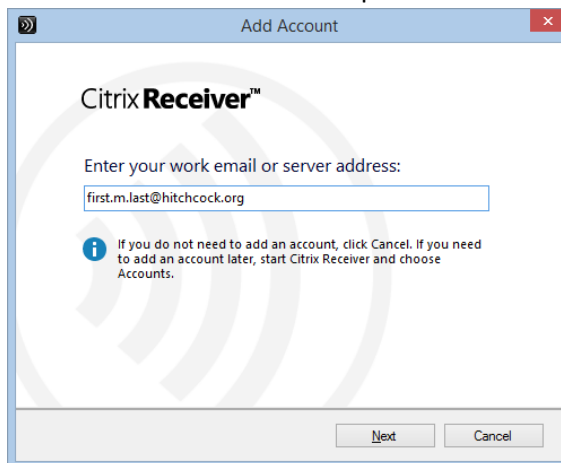 Add Account
Citrix Receiver™
Enter your work email or server address:
first.m.last@hitchcock.org
If you do not need to add an account, click Cancel. If you need
to add an account later, start Citrix Receiver and choose
Accounts.
Next
Cancel